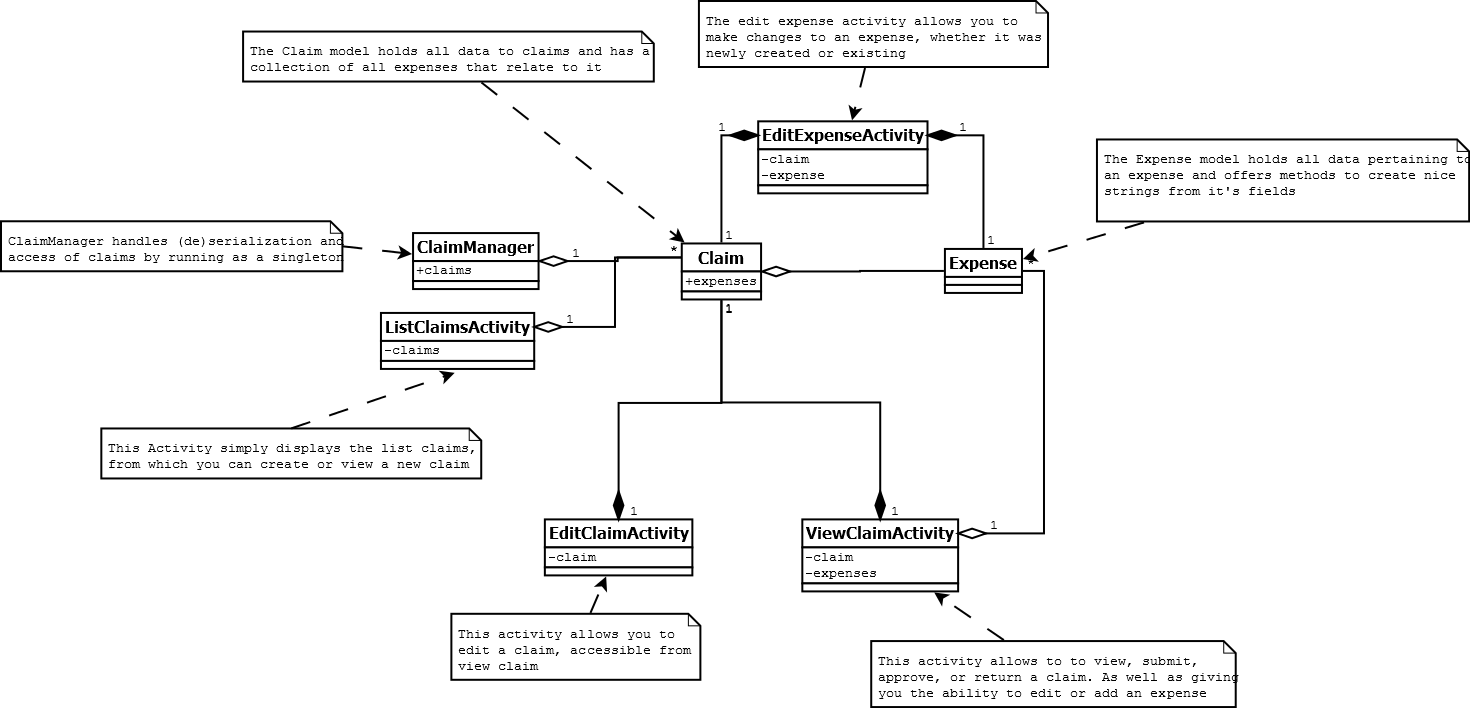 The edit expense activity allows you to
make changes to an expense, whether it was
newly created or existing
The Claim model holds all data to claims and has a
collection of all expenses that relate to it
1
EditExpenseActivity
1
-claim
-expense
The Expense model holds all data pertaining to
an expense and offers methods to create nice
strings from it's fields
ClaimManager handles (de)serialization and
access of claims by running as a singleton
ClaimManager
+claims
1
*
1
Claim
+expenses
1
1
Expense
*
ListClaimsActivity
-claims
1
This Activity simply displays the list claims,
from which you can create or view a new claim
1
EditClaimActivity
-claim
1
ViewClaimActivity
-claim
-expenses
1
This activity allows you to
edit a claim, accessible from
view claim
This activity allows to to view, submit,
approve, or return a claim. As well as giving
you the ability to edit or add an expense